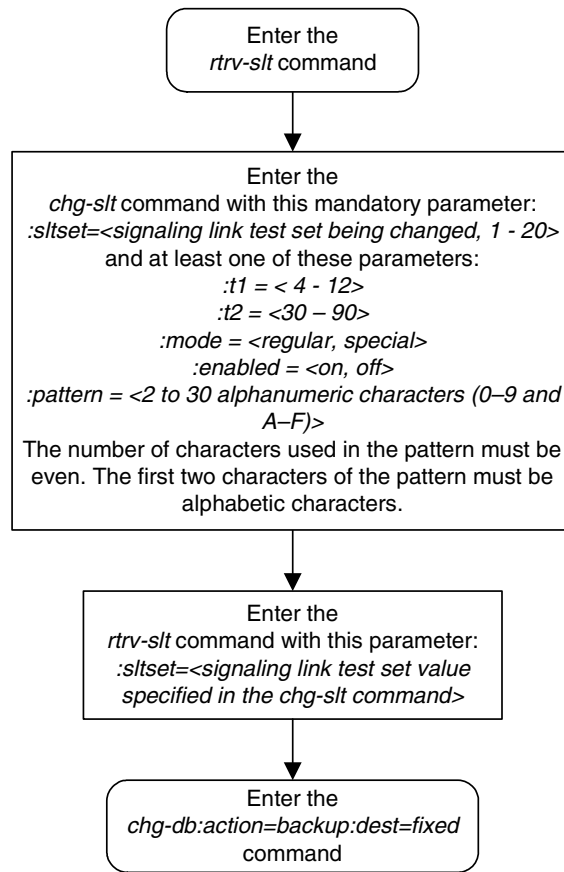 Enter the
rtrv-slt
command
Enter the
chg-slt command with this mandatory parameter:
:sltset=<signaling link test set being changed, 1 - 20>
and at least one of these parameters:
:t1 = < 4 - 12>
:t2 = <30 – 90>
:mode = <regular, special>
:enabled = <on, off>
:pattern = <2 to 30 alphanumeric characters (0–9 and
A–F)>
The number of characters used in the pattern must be
even. The first two characters of the pattern must be
alphabetic characters.
Enter the
rtrv-slt command with this parameter:
:sltset=<signaling link test set value
specified in the chg-slt command>
Enter the
chg-db:action=backup:dest=fixed
command